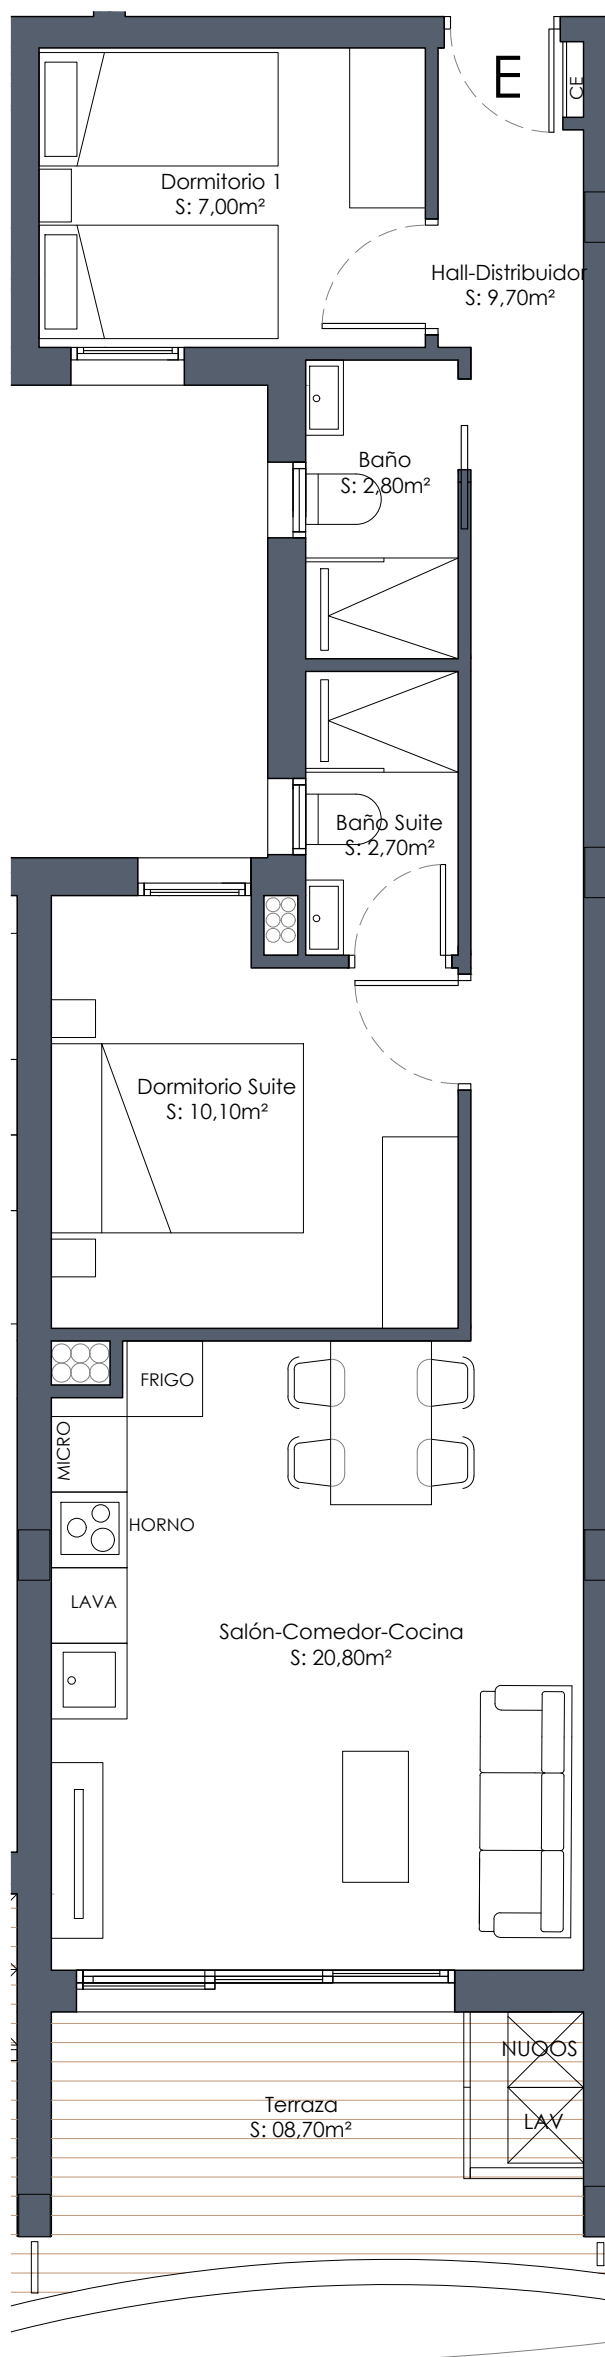 E
CE
Dormitorio 1
S: 7,00m²
Hall-Distribuidor
S: 9,70m²
Baño
S: 2,80m²
Baño Suite
S: 2,70m²
Dormitorio Suite
S: 10,10m²
FRIGO
MICRO
HORNO
LAVA
Salón-Comedor-Cocina
S: 20,80m²
NUOOS
Terraza
S: 08,70m²
LAV